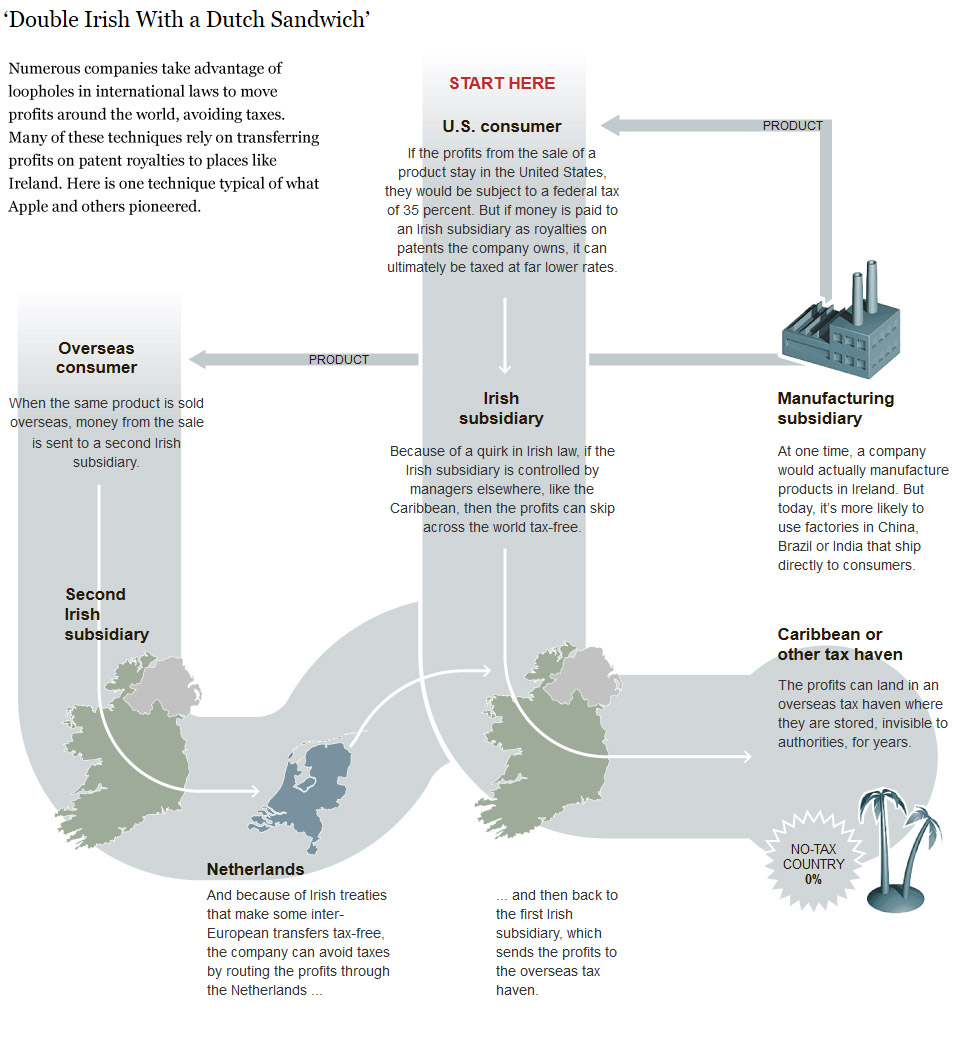 ‘Double Irish With a Dutch Sandwich’
Numerous companies take advantage of
loopholes in international laws to move
profits around the world, avoiding taxes.
Many of these techniques rely on transferring
profits on patent royalties to places like
Ireland. Here is one technique typical of what
Apple and others pioneered.
START HERE
U.S. consumer
If the profits from the sale of a
product stay in the United States,
they would be subject to a federal tax
of 35 percent. But if money is paid to
an Irish subsidiary as royalties on
patents the company owns, it can
ultimately be taxed at far lower rates.
PRODUCT
Overseas
consumer
When the same product is sold
overseas, money from the sale
is sent to a second Irish
subsidiary.
PRODUCT
Irish
subsidiary
Because of a quirk in Irish law, if the
Irish subsidiary is controlled by
managers elsewhere, like the
Caribbean, then the profits can skip
across the world tax-free.
Manufacturing
subsidiary
At one time, a company
would actually manufacture
products in Ireland. But
today, it’s more likely to
use factories in China,
Brazil or India that ship
directly to consumers.
Second
Irish
subsidiary
Caribbean or
other tax haven
The profits can land in an
overseas tax haven where
they are stored, invisible to
authorities, for years.
NO-TAX
COUNTRY
0%
Netherlands
And because of Irish treaties
that make some inter-
European transfers tax-free,
the company can avoid taxes
by routing the profits through
the Netherlands ...
... and then back to
the first Irish
subsidiary, which
sends the profits to
the overseas tax
haven.